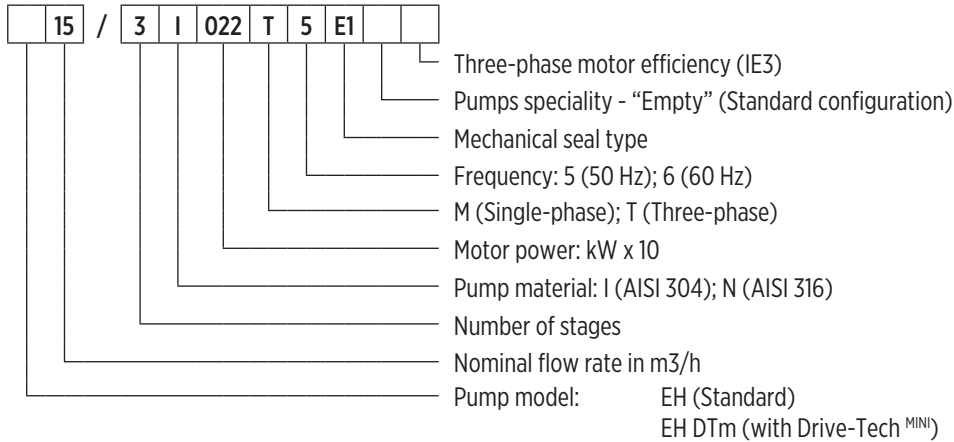 15 / 3 I 022 T 5 E1
Three-phase motor efficiency (IE3)
Pumps speciality - “Empty” (Standard configuration)
Mechanical seal type
Frequency: 5 (50 Hz); 6 (60 Hz)
M (Single-phase); T (Three-phase)
Motor power: kW x 10
Pump material: I (AISI 304); N (AISI 316)
Number of stages
Nominal flow rate in m3/h
Pump model: EH (Standard)
EH DTm (with Drive-Tech MINI)